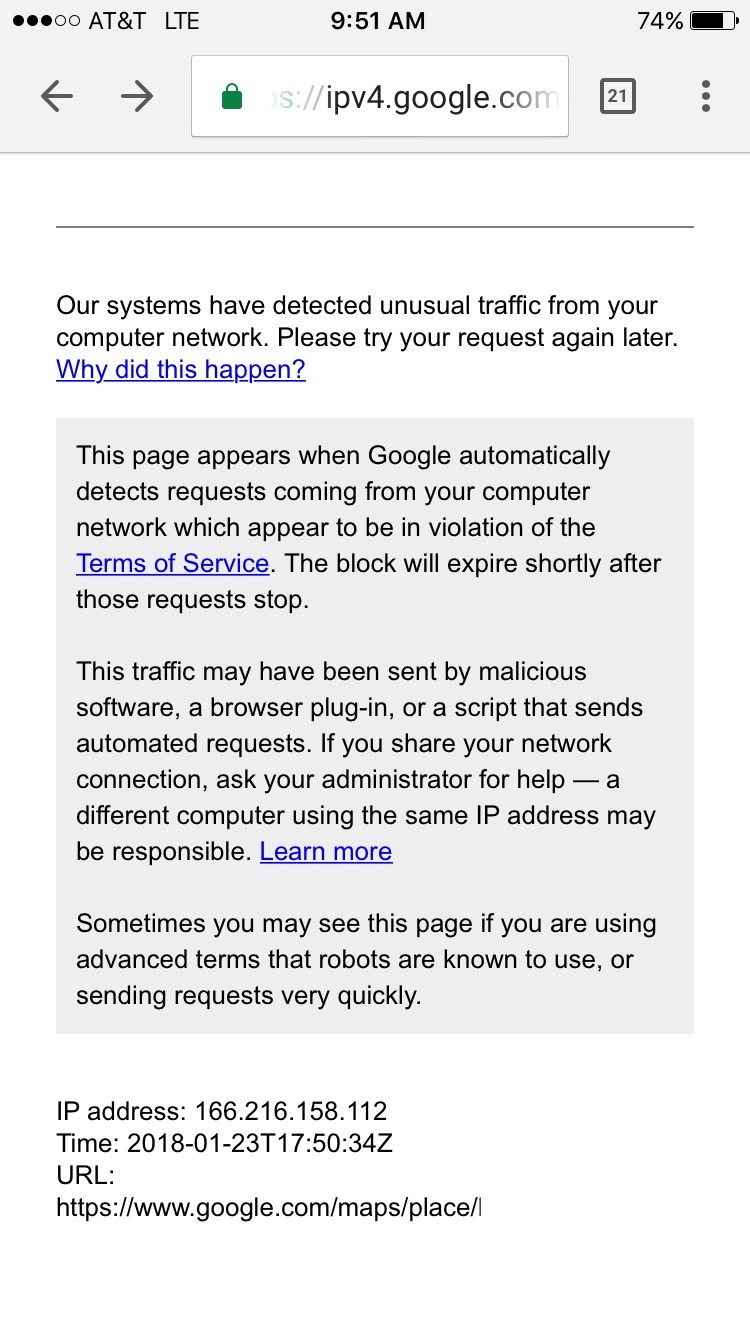 AT&T LTE 9:51 AM 74%
ps://ipv4.google.com 21
Our systems have detected unusual traffic from your
computer network. Please try your request again later.
Why did this happen?
This page appears when Google automatically
detects requests coming from your computer
network which appear to be in violation of the
Terms of Service. The block will expire shortly after
those requests stop.
This traffic may have been sent by malicious
software, a browser plug-in, or a script that sends
automated requests. If you share your network
connection, ask your administrator for help — a
different computer using the same IP address may
be responsible. Learn more
Sometimes you may see this page if you are using
advanced terms that robots are known to use, or
sending requests very quickly.
IP address: 166.216.158.112
Time: 2018-01-23T17:50:34Z
URL:
https://www.google.com/maps/place/